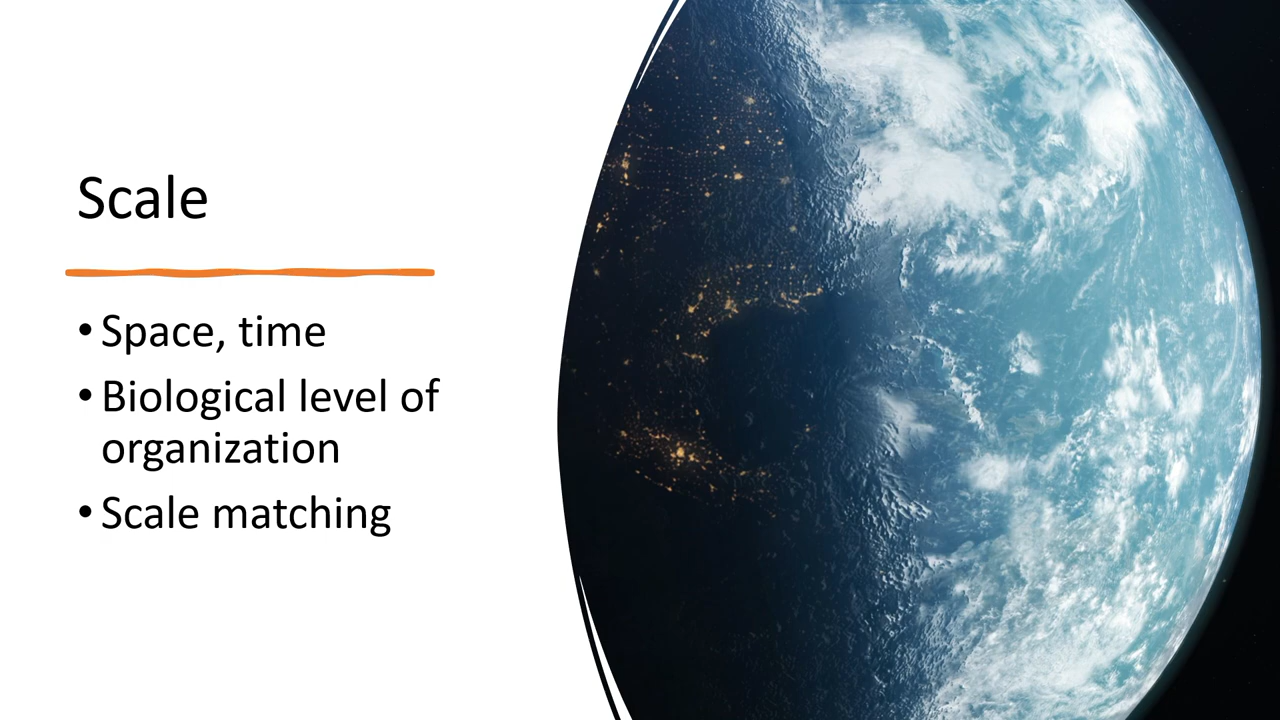 Scale
• Space, time
• Biological level of
organization
• Scale matching